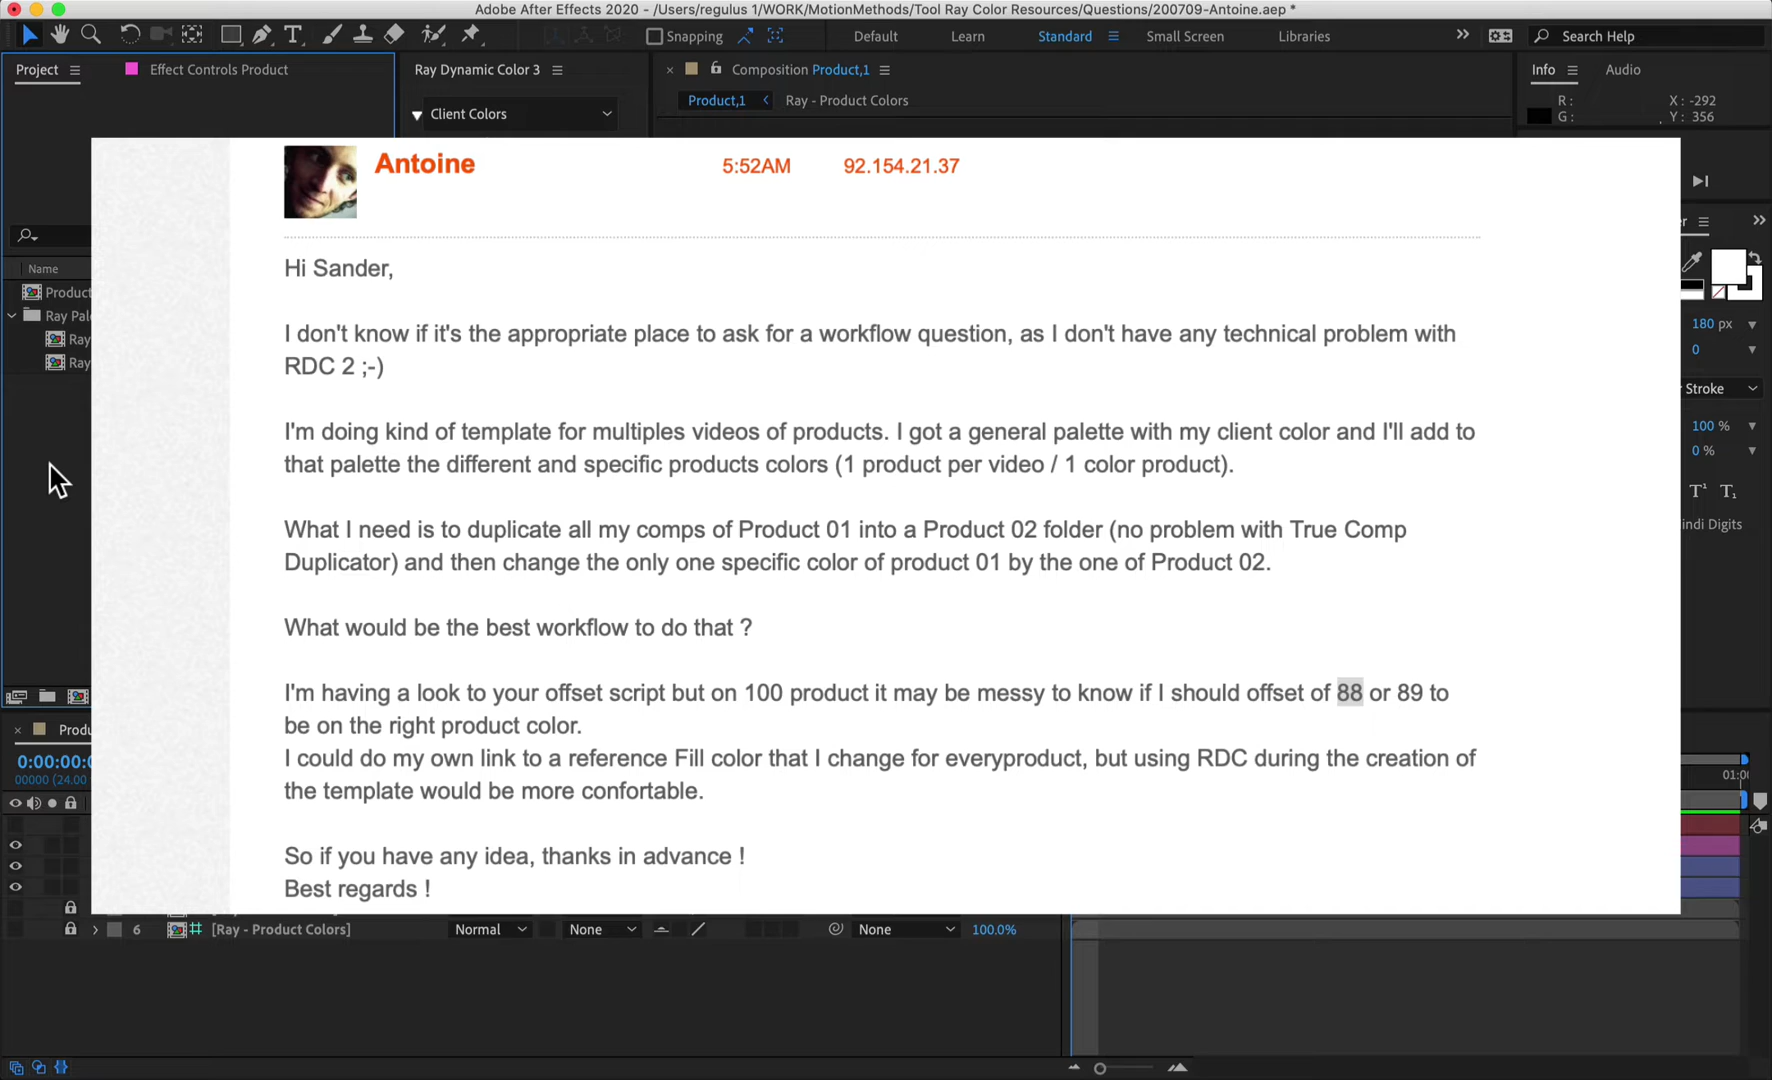 Adobe After Effects 2020 - /Users/regulus 1/WORK/MotionMethods/Tool Ray Color Resources/Questions/200709-Antoine.aep *
Snapping
Default
Learn
Standard
Small Screen
Libraries
Search Help
Project
Effect Controls Product
Ray Dynamic Color 3
Composition Product,1
Info
Audio
Client Colors
Product,1
Ray - Product Colors
R:
X: -292
G:
Y: 356
Antoine
5:52AM
92.154.21.37
Hi Sander,
I don't know if it's the appropriate place to ask for a workflow question, as I don't have any technical problem with
RDC 2 ;-)
I'm doing kind of template for multiples videos of products. I got a general palette with my client color and I'll add to
that palette the different and specific products colors (1 product per video / 1 color product).
What I need is to duplicate all my comps of Product 01 into a Product 02 folder (no problem with True Comp
Duplicator) and then change the only one specific color of product 01 by the one of Product 02.
What would be the best workflow to do that ?
I'm having a look to your offset script but on 100 product it may be messy to know if I should offset of 88 or 89 to
be on the right product color.
I could do my own link to a reference Fill color that I change for everyproduct, but using RDC during the creation of
the template would be more confortable.
So if you have any idea, thanks in advance !
Best regards !
Name
Product
Ray Pal
Ray
Ray
180 px
0
Stroke
100 %
0 %
indi Digits
Produ
0:00:00:0
00000 (24.00
01:0
6
[Ray - Product Colors]
Normal
None
None
100.0%